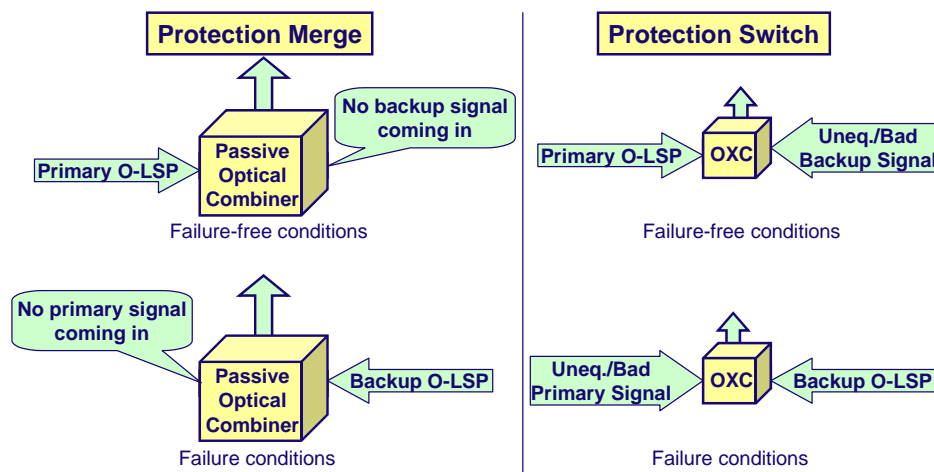 Protection Merge
No backup signal
coming in
Primary O-LSP
Passive
Optical
Combiner
Failure-free conditions
No primary signal
coming in
Passive
Optical
Combiner
Backup O-LSP
Failure conditions
Protection Switch
Primary O-LSP
OXC
Uneq./Bad
Backup Signal
Failure-free conditions
Uneq./Bad
Primary Signal
OXC
Backup O-LSP
Failure conditions